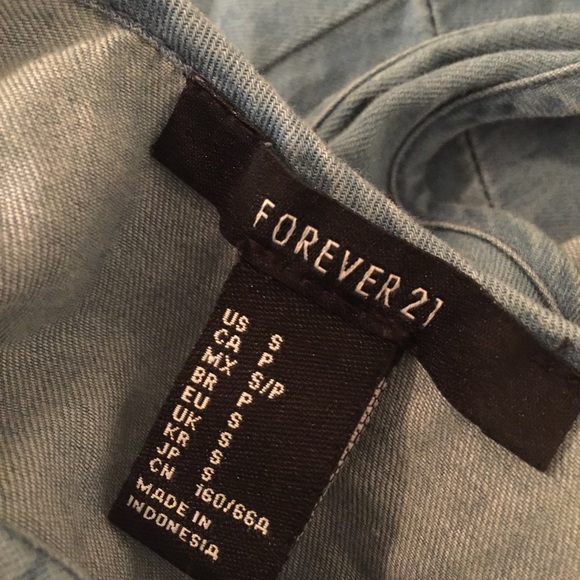 FOREVER 21
US S
CA P
MX S/P
BR P
EU S
UK S
KR S
JP S
CN 160/66A
MADE IN
INDONESIA